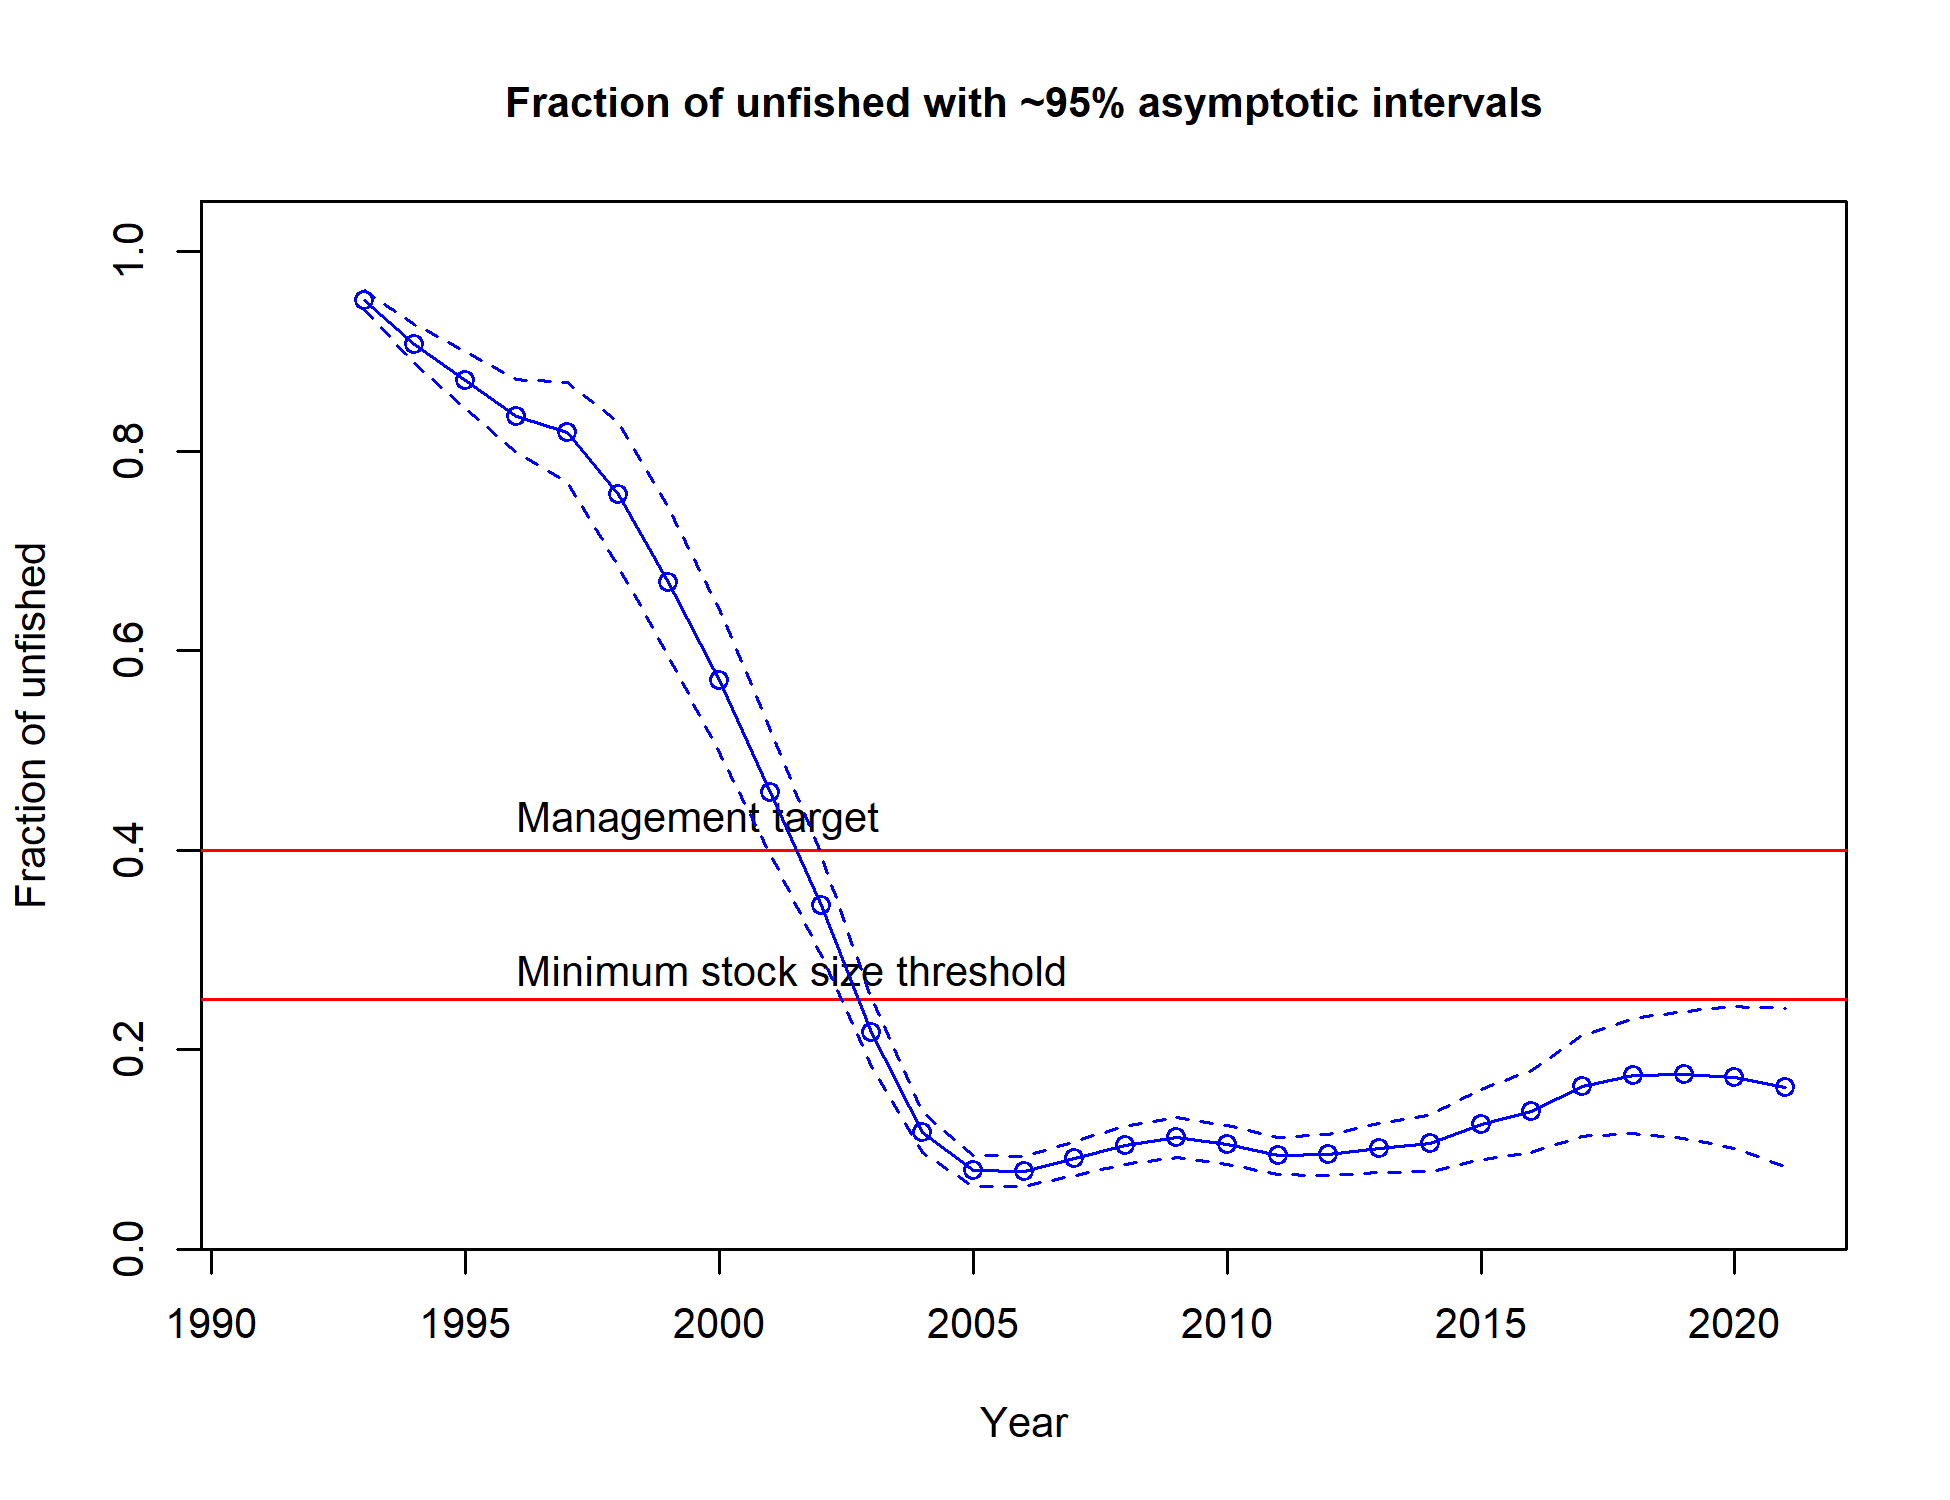 Fraction of unfished with ~95% asymptotic intervals
Fraction of unfished
1.0
0.8
0.6
0.4
0.2
0.0
Management target
Minimum stock size threshold
1990 1995 2000 2005 2010 2015 2020
Year